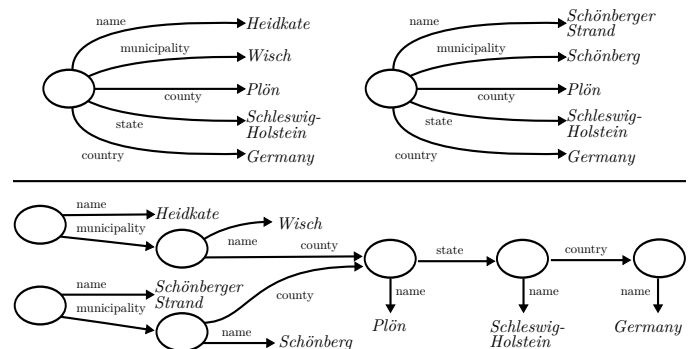 name
Heidkate
municipality
Wisch
county
Plön
state
Schleswig-
Holstein
country
Germany
name
Schönberger
Strand
municipality
Schönberg
county
Plön
state
Schleswig-
Holstein
country
Germany
name
Heidkate
municipality
name
Wisch
county
name
Schönberger
Strand
municipality
name
Schönberg
county
state
country
name
name
name
Plön
Schleswig-
Holstein
Germany